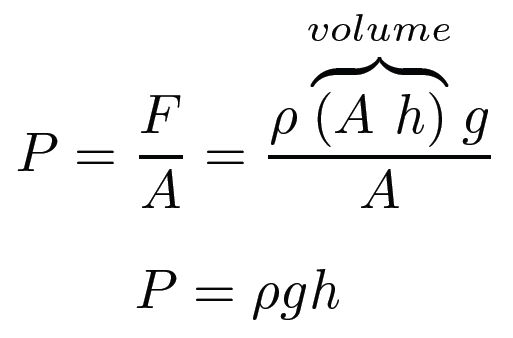 volume
P = F/A = ρ (A h) g / A
P = ρgh